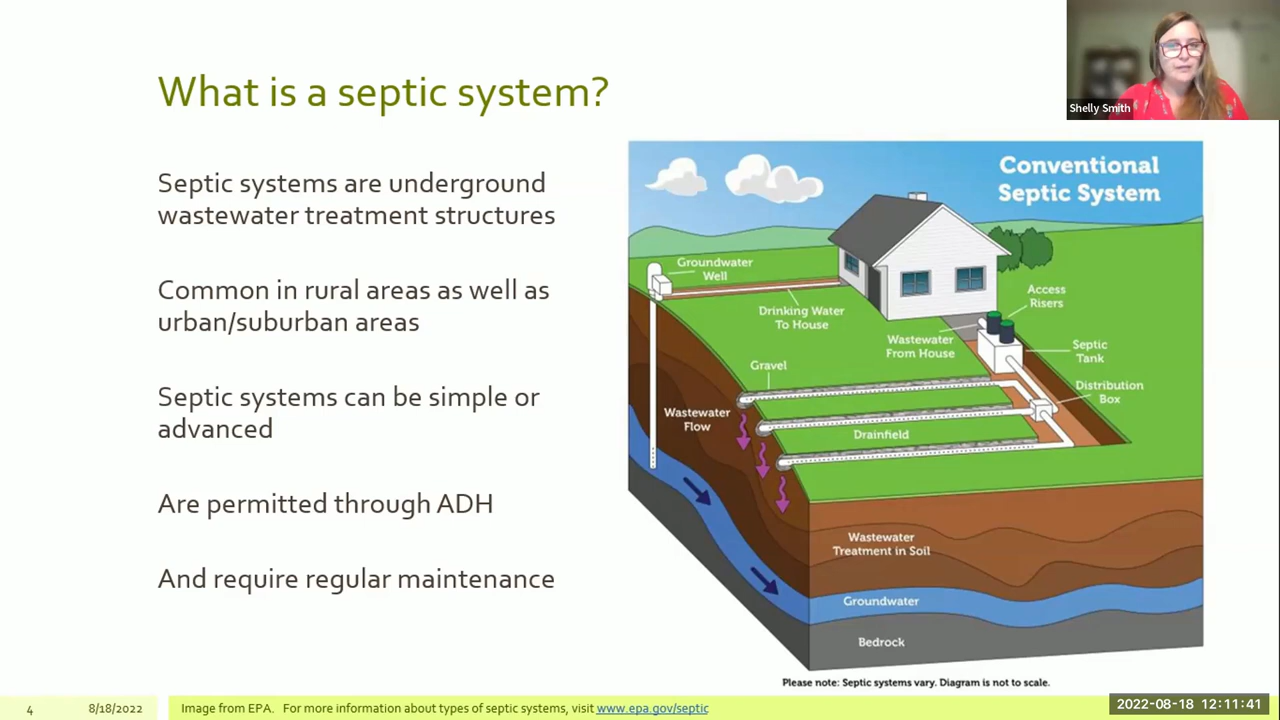 What is a septic system?
Shelly Smith
Septic systems are underground
wastewater treatment structures
Common in rural areas as well as
urban/suburban areas
Septic systems can be simple or
advanced
Are permitted through ADH
And require regular maintenance
Conventional
Septic System
Groundwater
Well
Drinking Water
To House
Access
Risers
Wastewater
From House
Septic
Tank
Gravel
Distribution
Box
Wastewater
Flow
Drainfield
Wastewater
Treatment in Soil
Groundwater
Bedrock
Please note: Septic systems vary. Diagram is not to scale.
4
8/18/2022
Image from EPA. For more information about types of septic systems, visit www.epa.gov/septic
2022-08-18 12:11:41